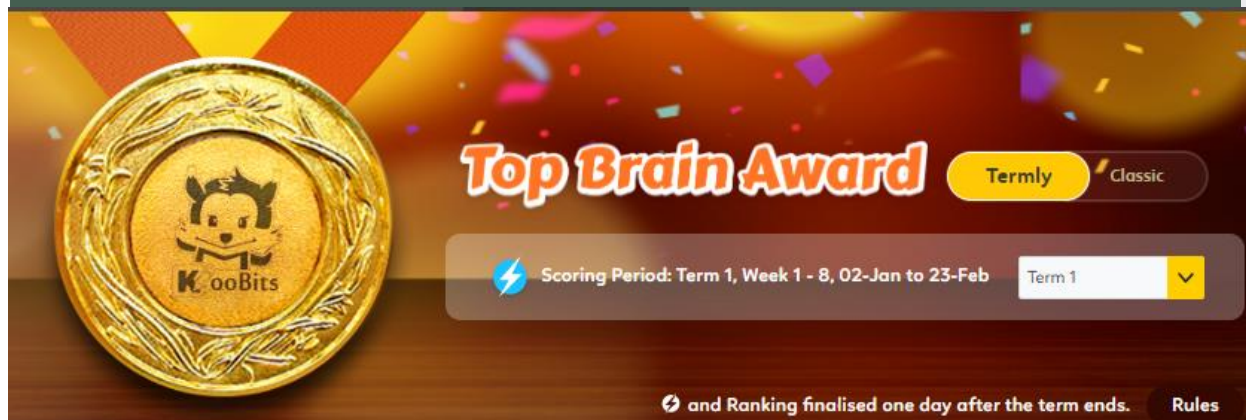 Top Brain Award
Termly
Classic
Scoring Period: Term 1, Week 1 - 8, 02-Jan to 23-Feb
Term 1
KooBits
and Ranking finalised one day after the term ends.
Rules